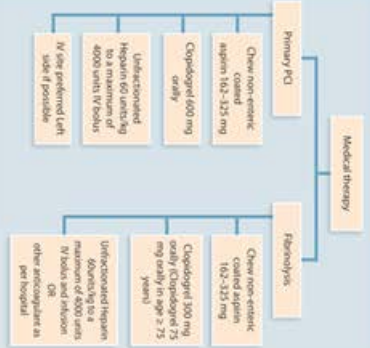 Medical therapy
Primary PCI
Chew non-enteric
coated
aspirin 162–325 mg
Clopidogrel 600 mg
orally
Unfractionated
Heparin 60 units/kg
to a maximum of
4000 units IV bolus
IV site preferred Left
side if possible
Fibrinolysis
Chew non-enteric
coated aspirin
162–325 mg
Clopidogrel 300 mg
orally (Clopidogrel 75
mg orally in age ≥ 75
years)
Unfractionated Heparin
60units/kg to a
maximum of 4000 units
IV bolus and infusion
OR
other anticoagulant as
per hospital